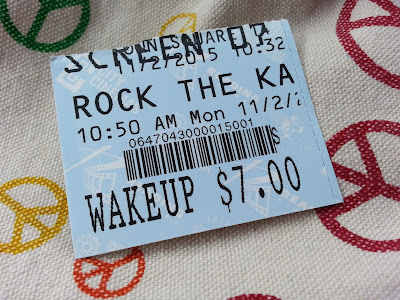 SCREEN 07
11/2/2015 10:32
ROCK THE KA
10:50 AM Mon 11/2/2
0647043000015001
S
WAKEUP $7.00